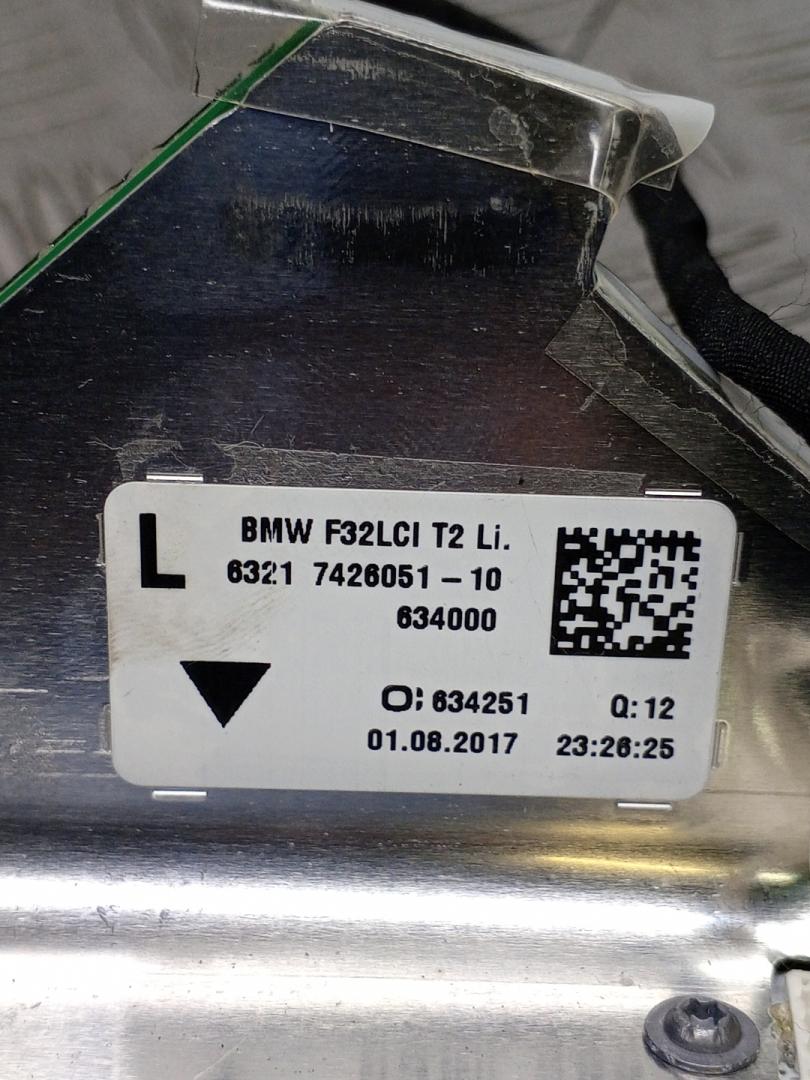 L
BMW F32LCI T2 Li.
6321 7426051-10
634000
O: 634251 Q:12
01.08.2017 23:26:25